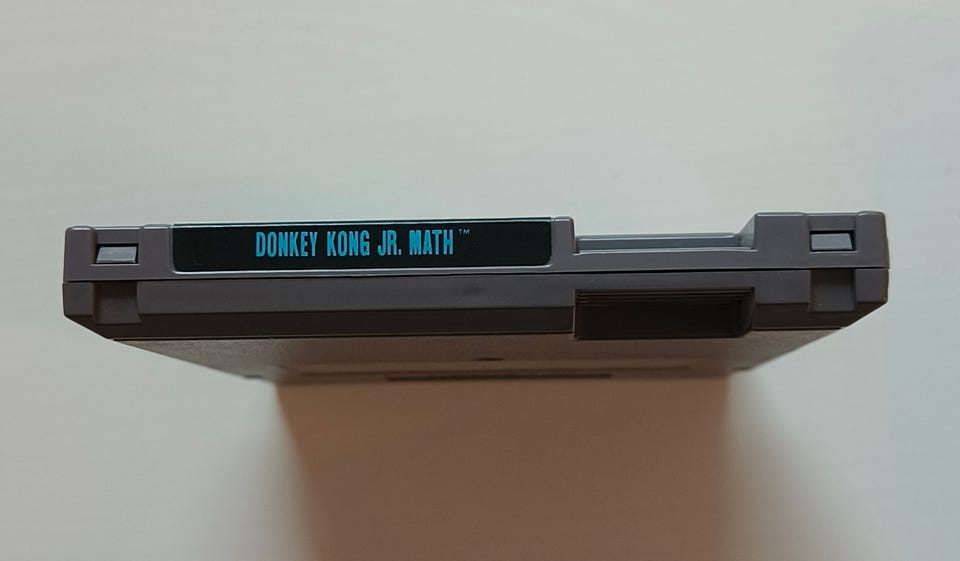 DONKEY KONG JR. MATH™